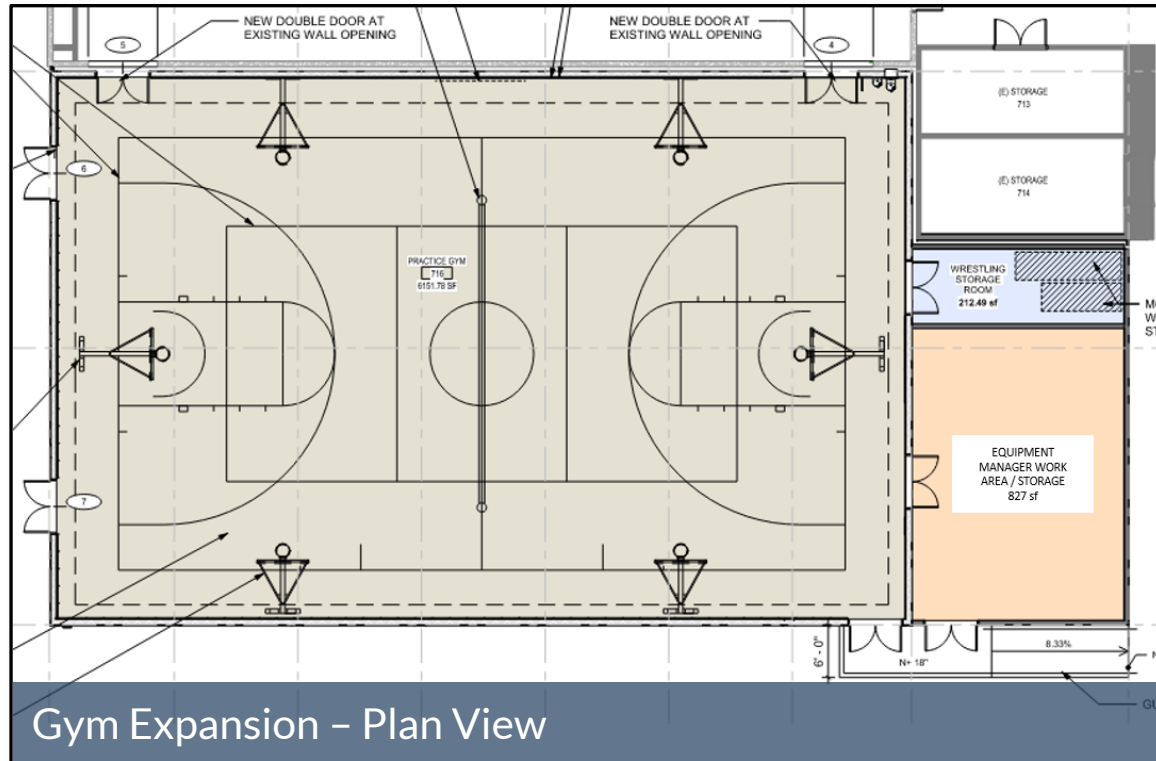 NEW DOUBLE DOOR AT
EXISTING WALL OPENING
NEW DOUBLE DOOR AT
EXISTING WALL OPENING
5
4
(E) STORAGE
713
6
(E) STORAGE
714
PRACTICE GYM
716
6151.78 SF
WRESTLING
STORAGE
ROOM
212.49 sf
EQUIPMENT
MANAGER WORK
AREA / STORAGE
827 sf
7
6' - 0"
N+ 18"
8.33%
Gym Expansion – Plan View